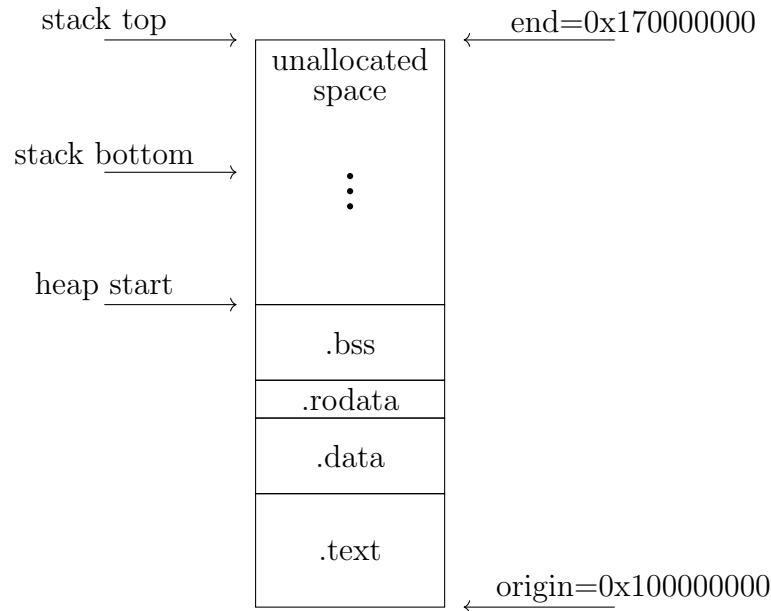 stack top
end=0x170000000
unallocated
space
stack bottom
heap start
.bss
.rodata
.data
.text
origin=0x100000000